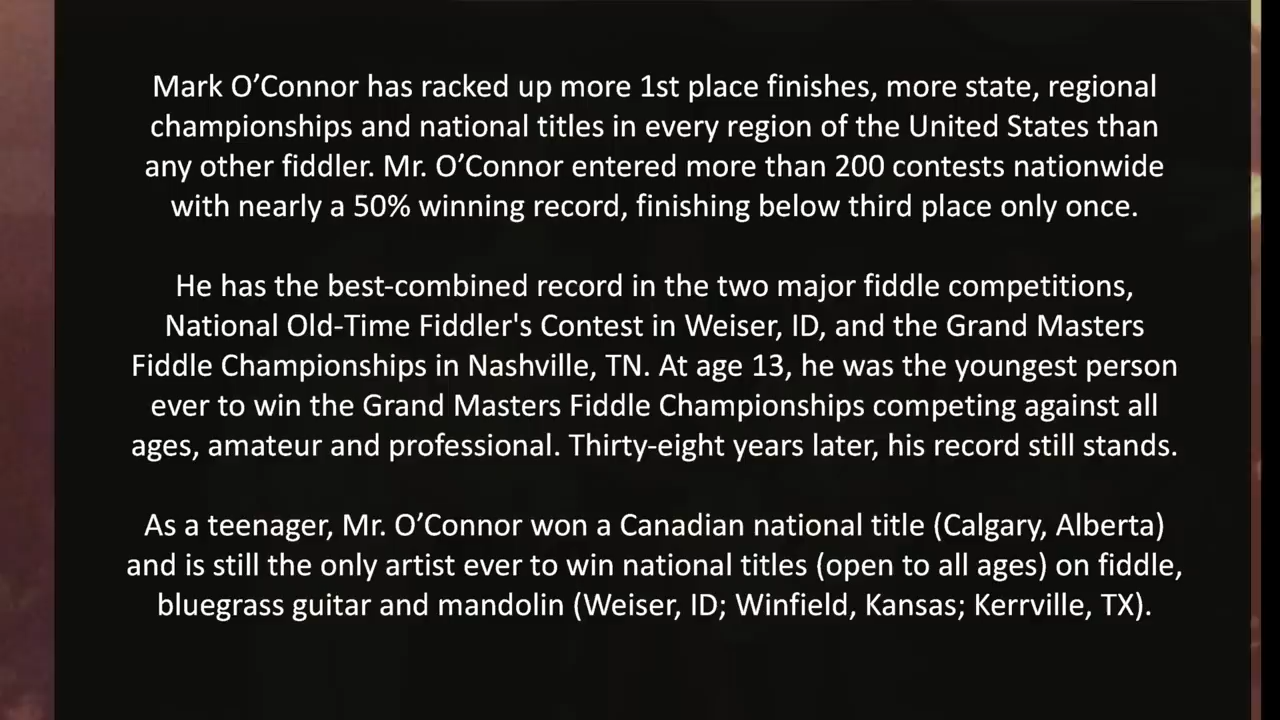 Mark O’Connor has racked up more 1st place finishes, more state, regional
championships and national titles in every region of the United States than
any other fiddler. Mr. O’Connor entered more than 200 contests nationwide
with nearly a 50% winning record, finishing below third place only once.
He has the best-combined record in the two major fiddle competitions,
National Old-Time Fiddler's Contest in Weiser, ID, and the Grand Masters
Fiddle Championships in Nashville, TN. At age 13, he was the youngest person
ever to win the Grand Masters Fiddle Championships competing against all
ages, amateur and professional. Thirty-eight years later, his record still stands.
As a teenager, Mr. O’Connor won a Canadian national title (Calgary, Alberta)
and is still the only artist ever to win national titles (open to all ages) on fiddle,
bluegrass guitar and mandolin (Weiser, ID; Winfield, Kansas; Kerrville, TX).